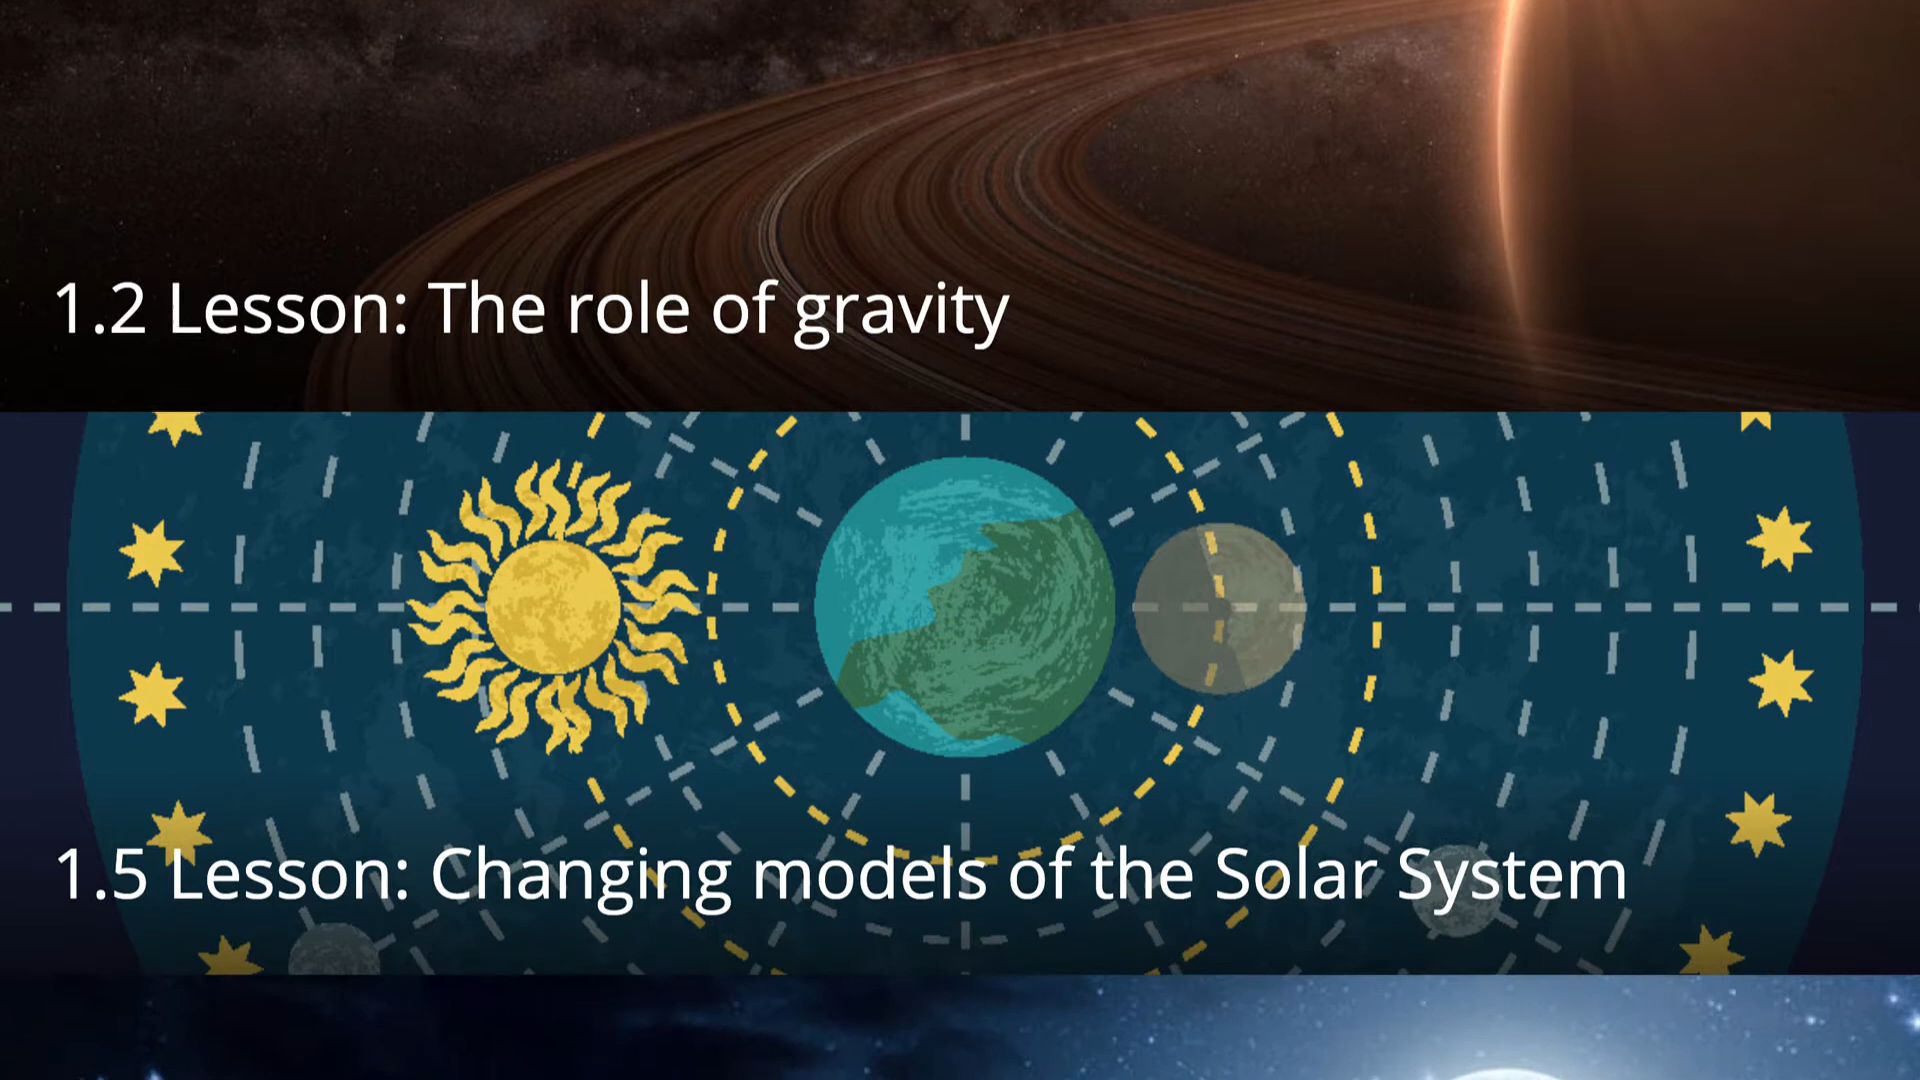 1.2 Lesson: The role of gravity
1.5 Lesson: Changing models of the Solar System